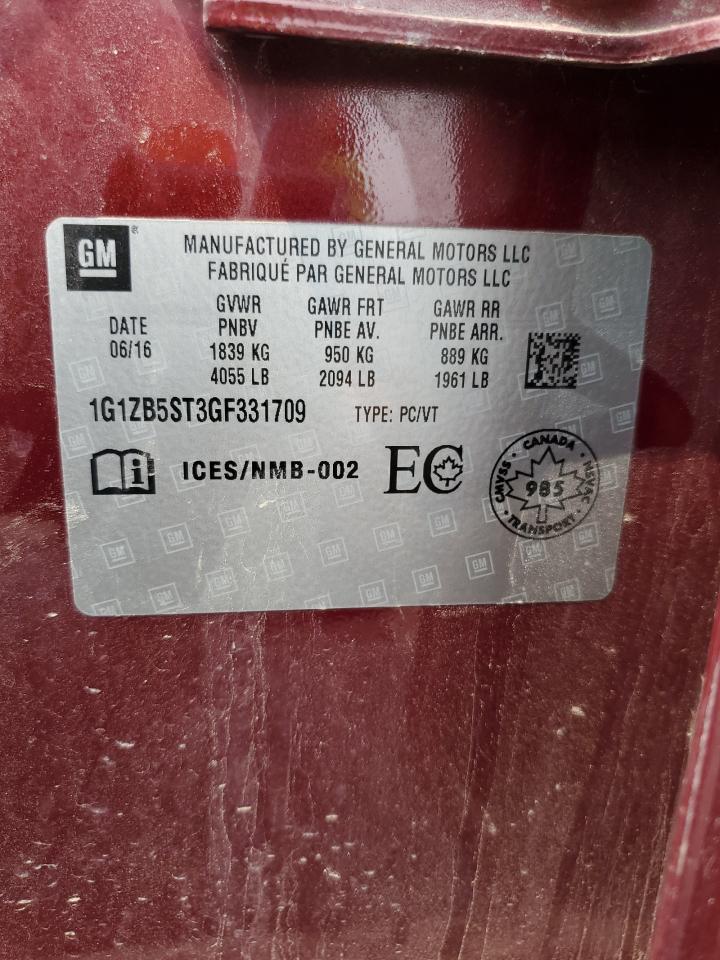 GM
MANUFACTURED BY GENERAL MOTORS LLC
FABRIQUÉ PAR GENERAL MOTORS LLC
DATE
06/16
GVWR
PNBV
1839 KG
4055 LB
GAWR FRT
PNBE AV.
950 KG
2094 LB
GAWR RR
PNBE ARR.
889 KG
1961 LB
1G1ZB5ST3GF331709 TYPE: PC/VT
i ICES/NMB-002 EC
CANADA
CMVSS · NSVAC
985
TRANSPORT